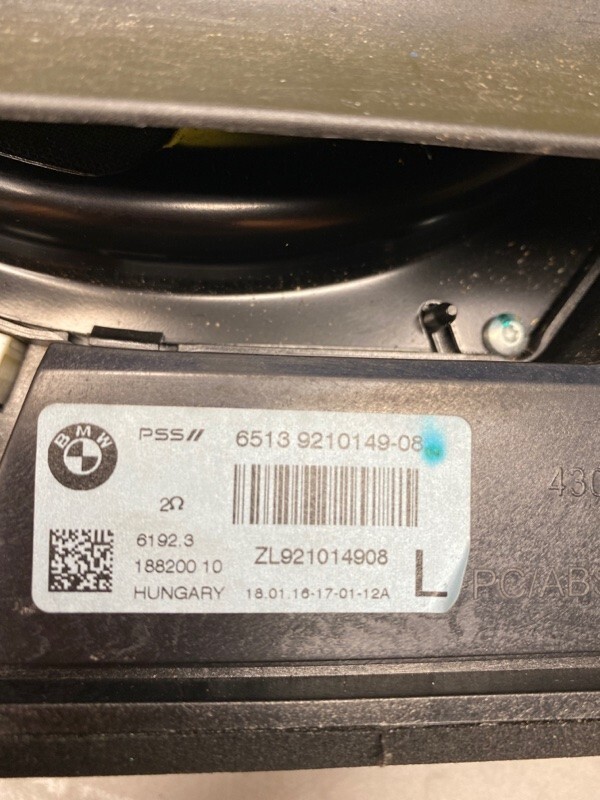 BMW
PSS//
6513 9210149-08
2Ω
6192.3
188200 10
ZL921014908
HUNGARY
18.01.16-17-01-12A
L
430
PC/ABS